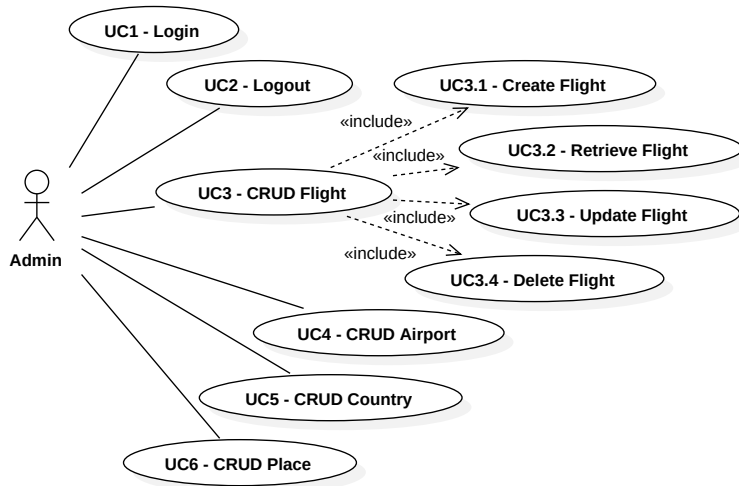 UC1 - Login
UC2 - Logout
UC3.1 - Create Flight
«include»
«include»
UC3.2 - Retrieve Flight
UC3 - CRUD Flight
«include»
UC3.3 - Update Flight
«include»
Admin
UC3.4 - Delete Flight
UC4 - CRUD Airport
UC5 - CRUD Country
UC6 - CRUD Place